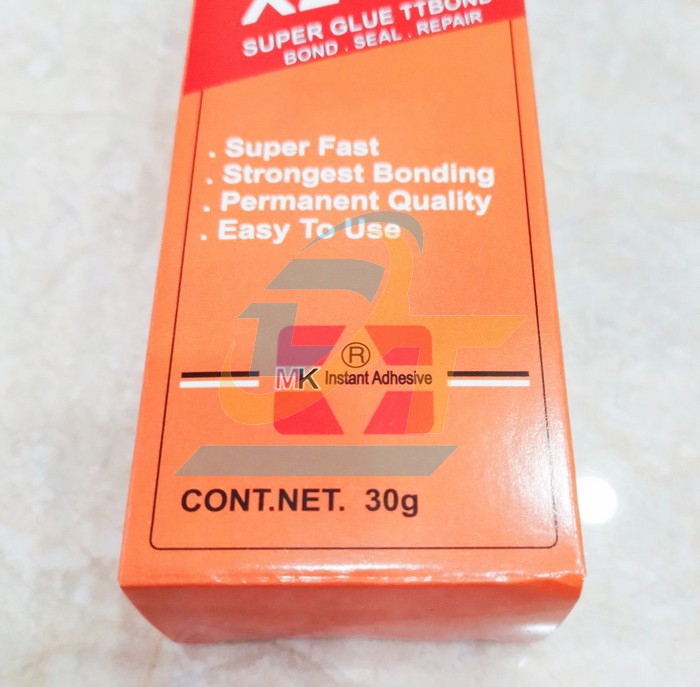 SUPER GLUE TTBOND
BOND . SEAL . REPAIR
. Super Fast
. Strongest Bonding
. Permanent Quality
. Easy To Use
®
MK Instant Adhesive
CONT.NET. 30g